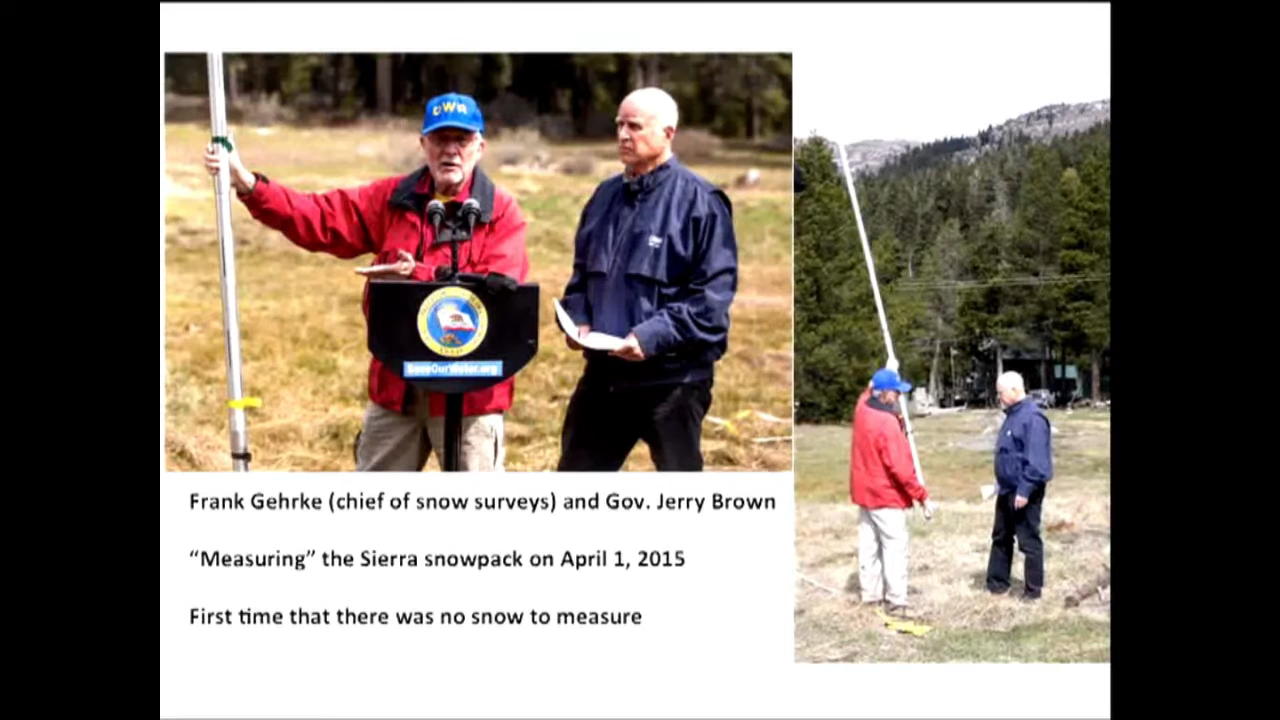 DWR
SaveOurWater.org
Frank Gehrke (chief of snow surveys) and Gov. Jerry Brown
“Measuring” the Sierra snowpack on April 1, 2015
First time that there was no snow to measure